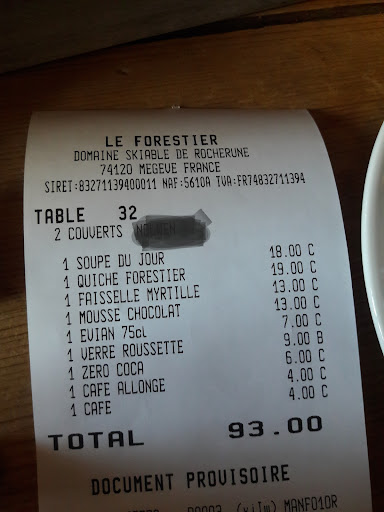 LE FORESTIER
DOMAINE SKIABLE DE ROCHERUNE
74120 MEGEVE FRANCE
SIRET:83271139400011 NAF:5610A TVA:FR74832711394
TABLE 32
2 COUVERTS
1 SOUPE DU JOUR 18.00 C
1 QUICHE FORESTIER 19.00 C
1 FAISSELLE MYRTILLE 13.00 C
1 MOUSSE CHOCOLAT 13.00 C
1 EVIAN 75cl 7.00 C
1 VERRE ROUSSETTE 9.00 B
1 ZERO COCA 6.00 C
1 CAFE ALLONGE 4.00 C
1 CAFE 4.00 C
TOTAL 93.00
DOCUMENT PROVISOIRE
MANF010R